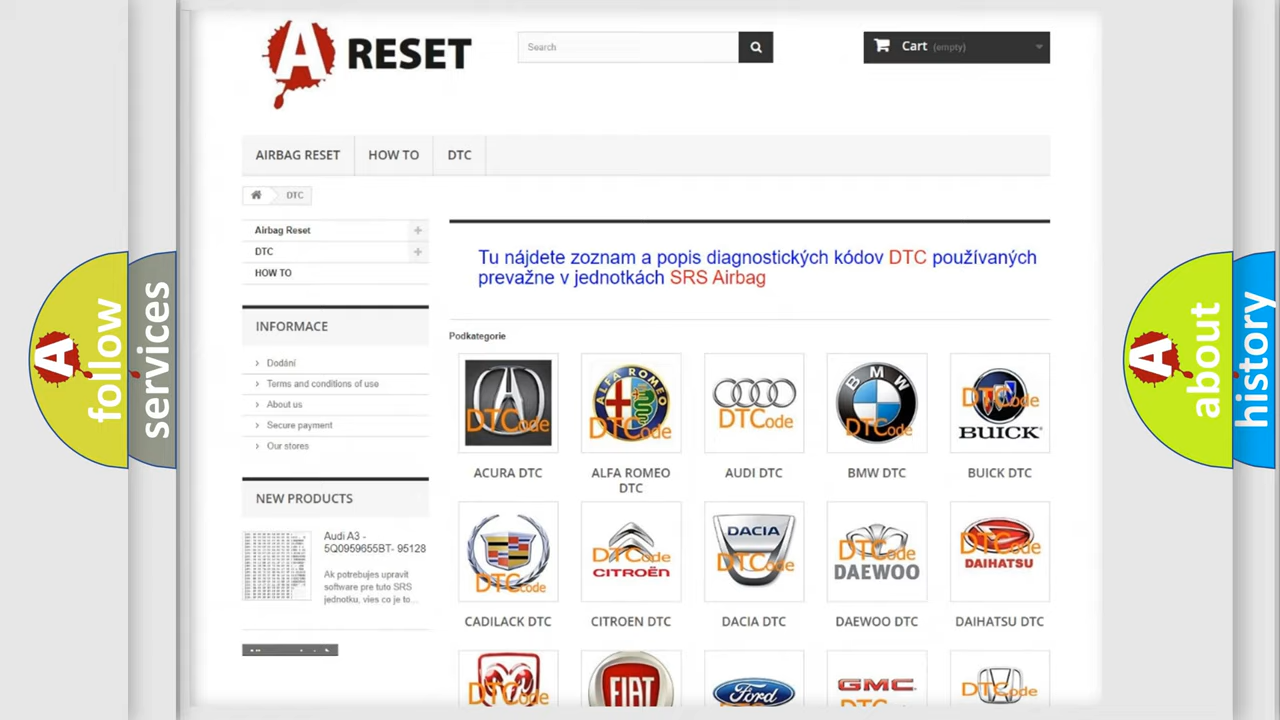 A RESET
Search
Cart (empty)
AIRBAG RESET
HOW TO
DTC
DTC
Airbag Reset
DTC
HOW TO
Tu nájdete zoznam a popis diagnostických kódov DTC používaných
prevažne v jednotkách SRS Airbag
INFORMACE
Dodání
Terms and conditions of use
About us
Secure payment
Our stores
NEW PRODUCTS
Audi A3 -
5Q0959655BT- 95128
Ak potrebujes upravit
software pre tuto SRS
jednotku, vies co je to...
Podkategorie
DTCode
ALFA ROMEO
DTCode
DTCode
BMW
DTCode
DTCode
BUICK
ACURA DTC
ALFA ROMEO
DTC
AUDI DTC
BMW DTC
BUICK DTC
DTCode
DTCode
CITROËN
DACIA
DTCode
DTCode
DAEWOO
DTCode
DAIHATSU
CADILACK DTC
CITROEN DTC
DACIA DTC
DAEWOO DTC
DAIHATSU DTC
DTCode
FIAT
Ford
DTCode
GMC
DTCode
A follow
services
A about
history